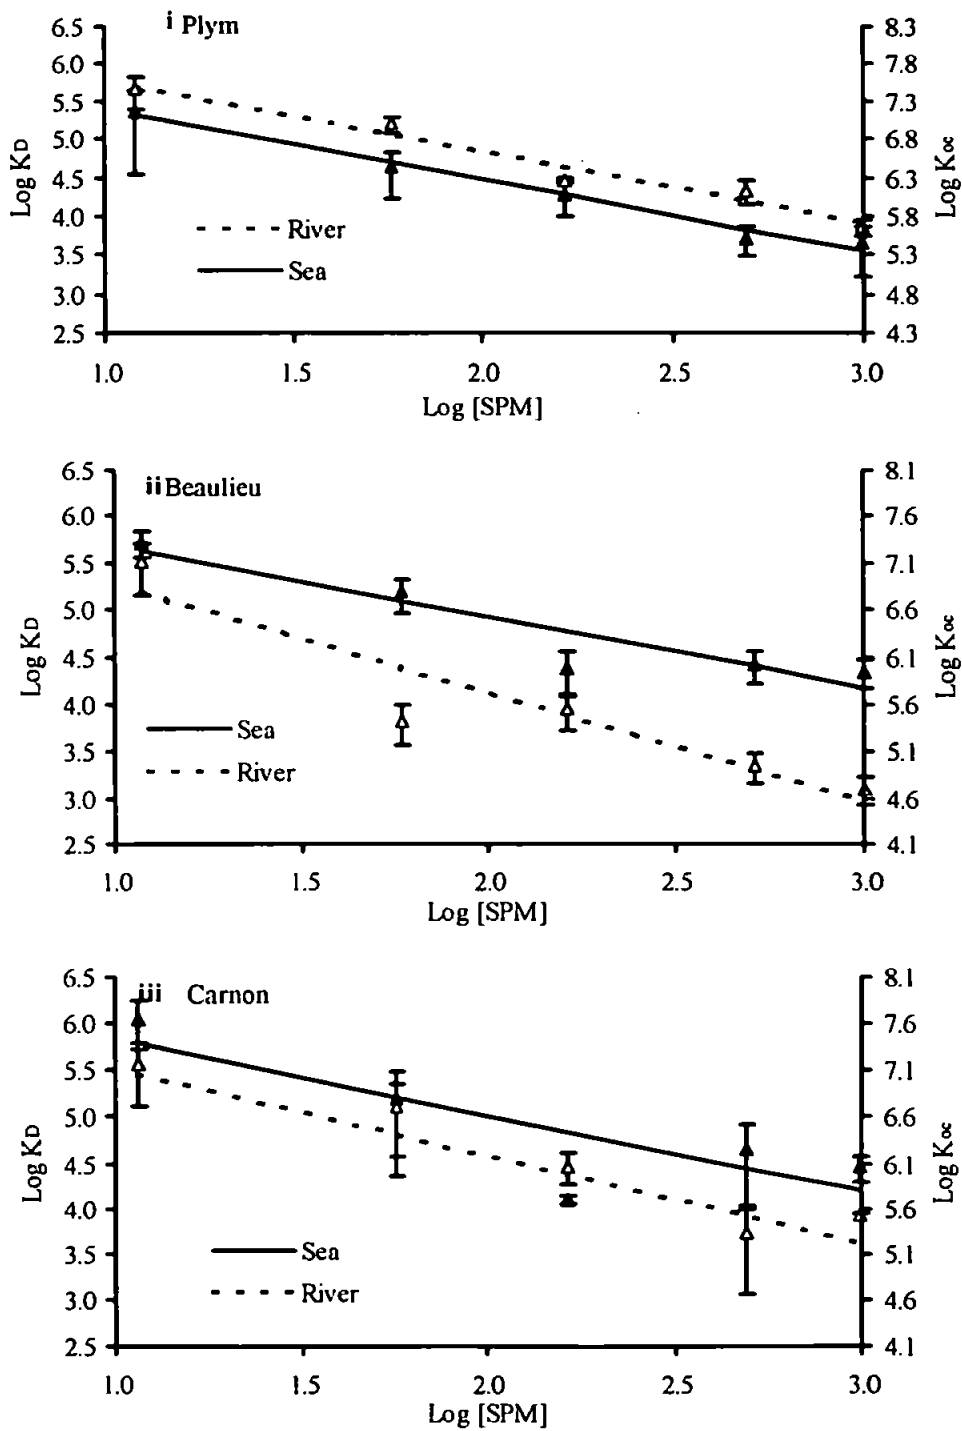 i Plym
6.5
6.0
5.5
5.0
4.5
4.0
3.5
3.0
2.5
Log KD
8.3
7.8
7.3
6.8
6.3
5.8
5.3
4.8
4.3
Log Koc
River
Sea
1.0 1.5 2.0 2.5 3.0
Log [SPM]
ii Beaulieu
6.5
6.0
5.5
5.0
4.5
4.0
3.5
3.0
2.5
Log KD
8.1
7.6
7.1
6.6
6.1
5.6
5.1
4.6
4.1
Log Koc
Sea
River
1.0 1.5 2.0 2.5 3.0
Log [SPM]
iii Carnon
6.5
6.0
5.5
5.0
4.5
4.0
3.5
3.0
2.5
Log KD
8.1
7.6
7.1
6.6
6.1
5.6
5.1
4.6
4.1
Log Koc
Sea
River
1.0 1.5 2.0 2.5 3.0
Log [SPM]